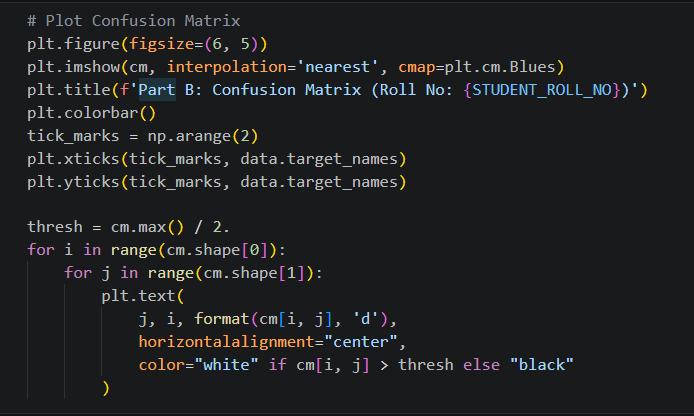 # Plot Confusion Matrix
plt.figure(figsize=(6, 5))
plt.imshow(cm, interpolation='nearest', cmap=plt.cm.Blues)
plt.title(f'Part B: Confusion Matrix (Roll No: {STUDENT_ROLL_NO})')
plt.colorbar()
tick_marks = np.arange(2)
plt.xticks(tick_marks, data.target_names)
plt.yticks(tick_marks, data.target_names)

thresh = cm.max() / 2.
for i in range(cm.shape[0]):
    for j in range(cm.shape[1]):
        plt.text(
            j, i, format(cm[i, j], 'd'),
            horizontalalignment="center",
            color="white" if cm[i, j] > thresh else "black"
        )